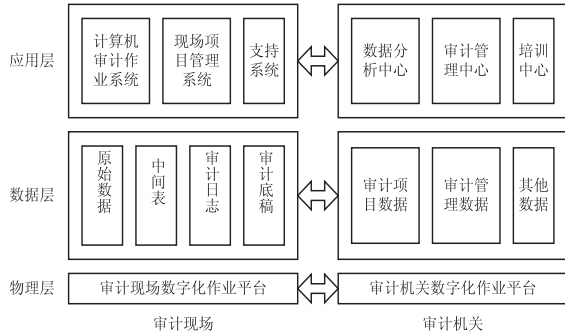 应用层
计算机
审计作
业系统
现场项
目管理
系统
支持
系统
数据分
析中心
审计管
理中心
培训
中心
数据层
原始数据
中间表
审计日志
审计底稿
审计项
目数据
审计管
理数据
其他
数据
物理层
审计现场数字化作业平台
审计机关数字化作业平台
审计现场
审计机关